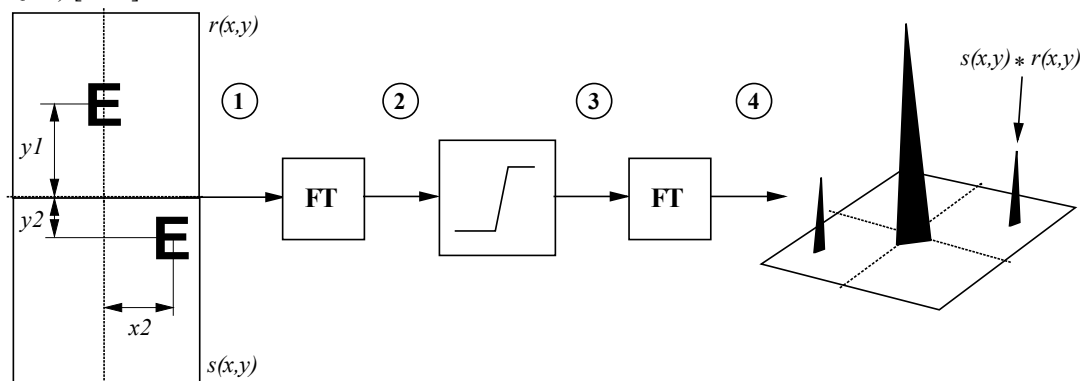 r(x,y)
s(x,y) * r(x,y)
1
2
3
4
E
y1
FT
FT
y2
E
x2
s(x,y)